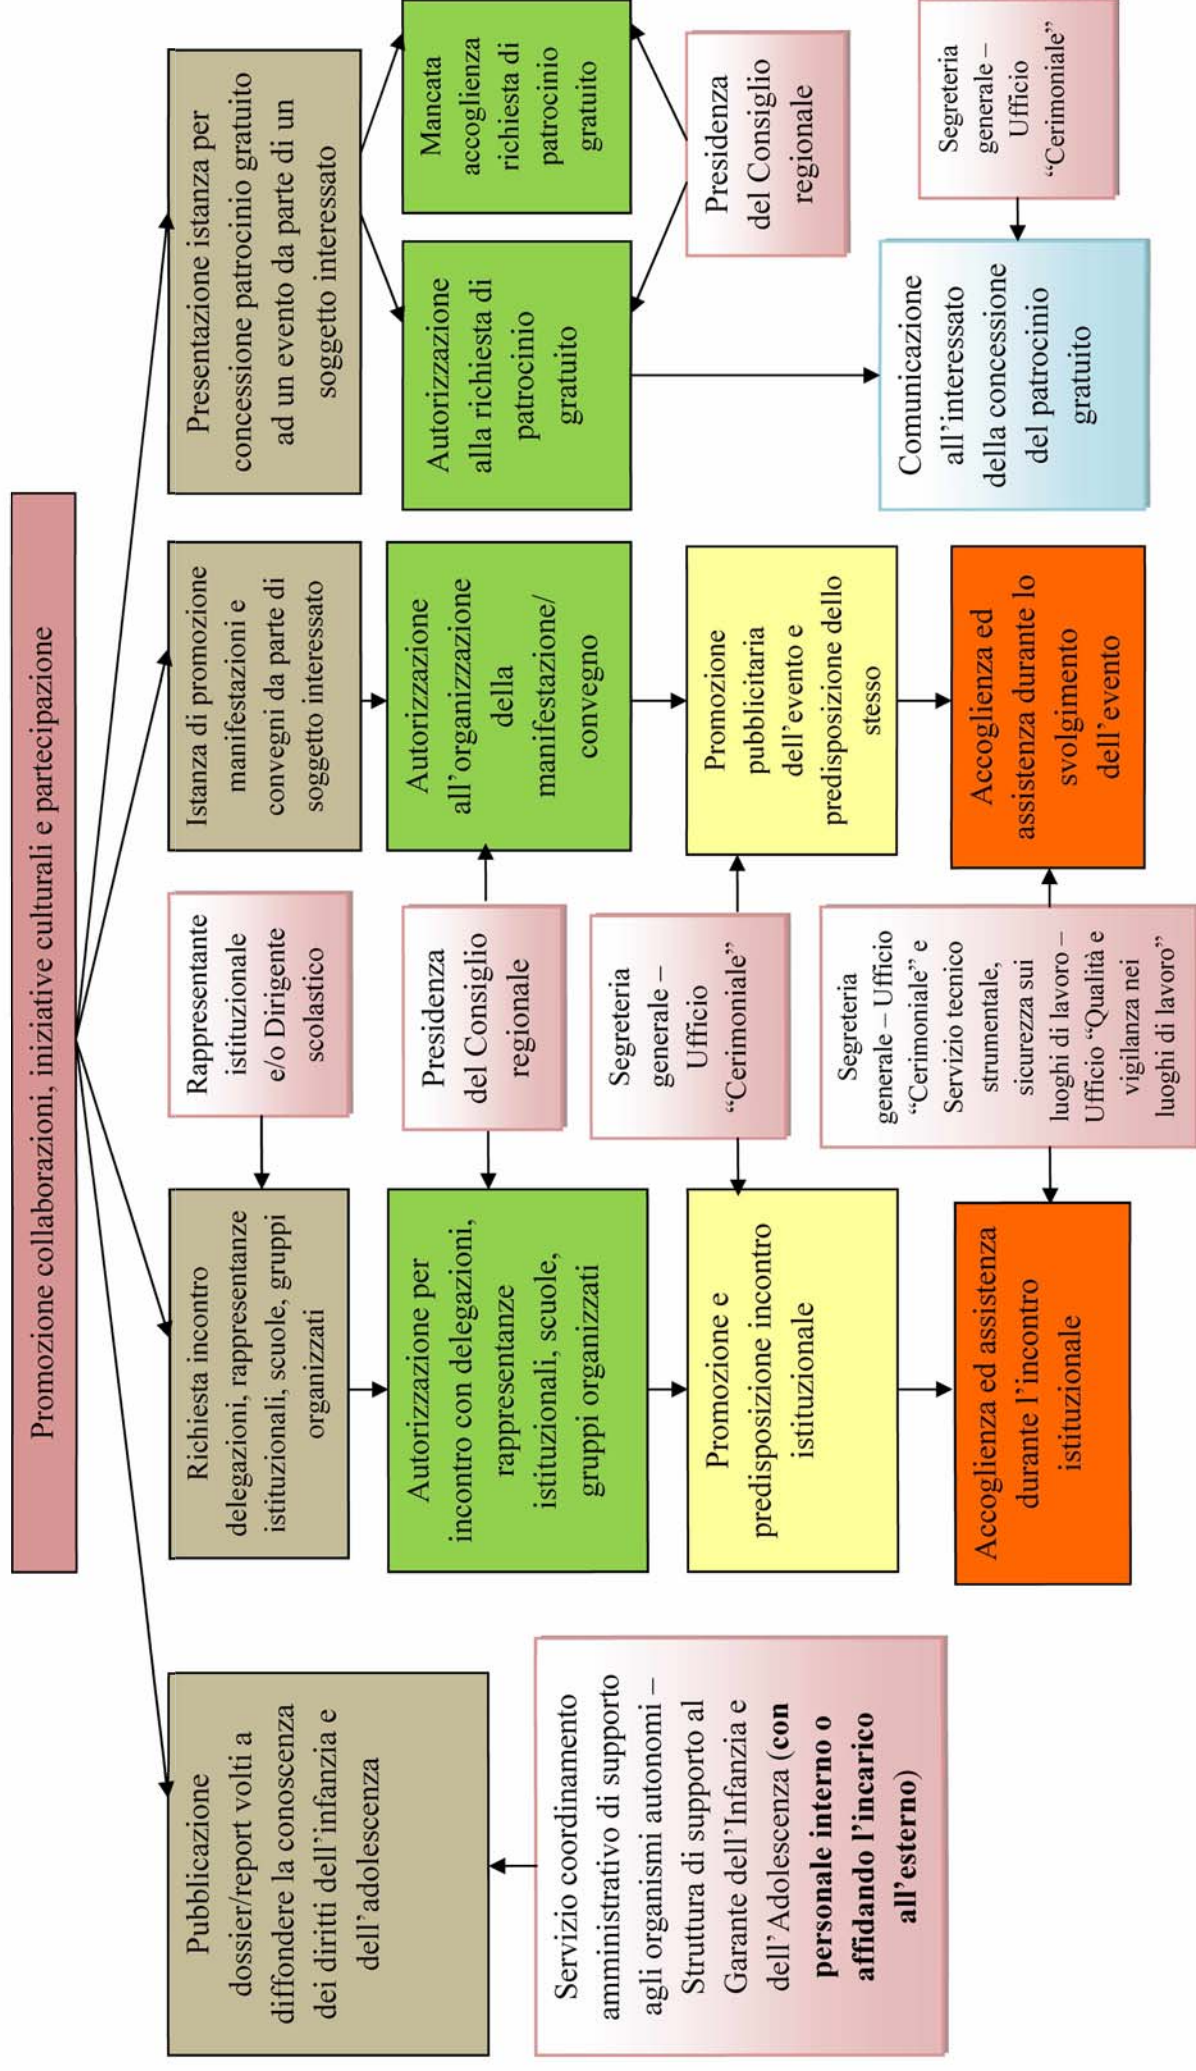 Promozione collaborazioni, iniziative culturali e partecipazione
Pubblicazione
dossier/report volti a
diffondere la conoscenza
dei diritti dell'infanzia e
dell'adolescenza
Servizio coordinamento
amministrativo di supporto
agli organismi autonomi –
Struttura di supporto al
Garante dell'Infanzia e
dell'Adolescenza (con
personale interno o
affidando l'incarico
all'esterno)
Richiesta incontro
delegazioni, rappresentanze
istituzionali, scuole, gruppi
organizzati
Rappresentante
istituzionale
e/o Dirigente
scolastico
Autorizzazione per
incontro con delegazioni,
rappresentanze
istituzionali, scuole,
gruppi organizzati
Presidenza
del Consiglio
regionale
Promozione e
predisposizione incontro
istituzionale
Segreteria
generale –
Ufficio
“Cerimoniale”
Accoglienza ed assistenza
durante l'incontro
istituzionale
Segreteria
generale – Ufficio
“Cerimoniale” e
Servizio tecnico
strumentale,
sicurezza sui
luoghi di lavoro –
Ufficio “Qualità e
vigilanza nei
luoghi di lavoro”
Istanza di promozione
manifestazioni e
convegni da parte di
soggetto interessato
Autorizzazione
all'organizzazione
della
manifestazione/
convegno
Promozione
pubblicitaria
dell'evento e
predisposizione dello
stesso
Accoglienza ed
assistenza durante lo
svolgimento
dell'evento
Presentazione istanza per
concessione patrocinio gratuito
ad un evento da parte di un
soggetto interessato
Autorizzazione
alla richiesta di
patrocinio
gratuito
Mancata
accoglienza
richiesta di
patrocinio
gratuito
Presidenza
del Consiglio
regionale
Comunicazione
all'interessato
della concessione
del patrocinio
gratuito
Segreteria
generale –
Ufficio
“Cerimoniale”